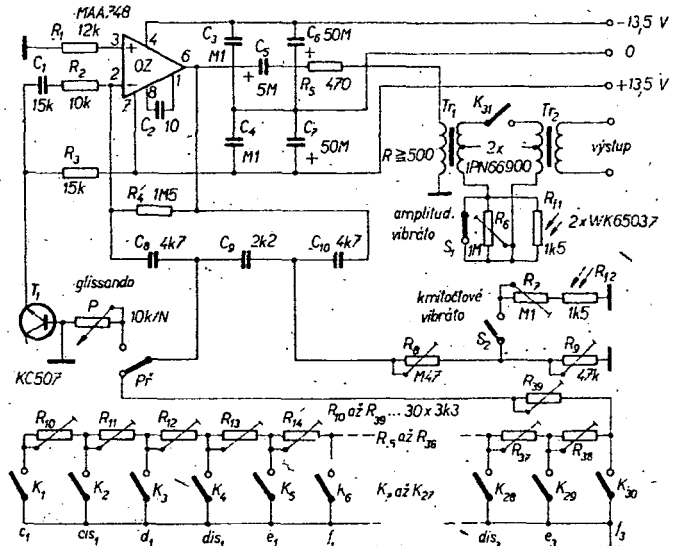 MAA 748
R1 12k
C1
15k
R2
10k
3
+
OZ
2
-
4
6
7
8
1
C2
10
R3
15k
C3
M1
C6 50M
+
C5
+
5M
R5
470
C4
M1
C7
+
50M
-13,5 V
0
+13,5 V
Tr1
K31
Tr2
R≧500
2x
1PN66900
výstup
R4 1M5
C8 4k7
C9 2k2
C10 4k7
amplitud.
vibráto
S1
R6
1M
R11
1k5
2xWK65037
T1
KC507
glissando
P
10k/N
Př
kmitočtové
vibráto
S2
R7
M1
R12
1k5
R8
M47
R9
47k
R39
R10 až R39 ... 30 x 3k3
R10
R11
R12
R13
R14
R15 až R36
R37
R38
K1
K2
K3
K4
K5
k6
K7 až K27
K28
K29
K30
c1
cis1
d1
dis1
e1
f1
dis3
e3
f3